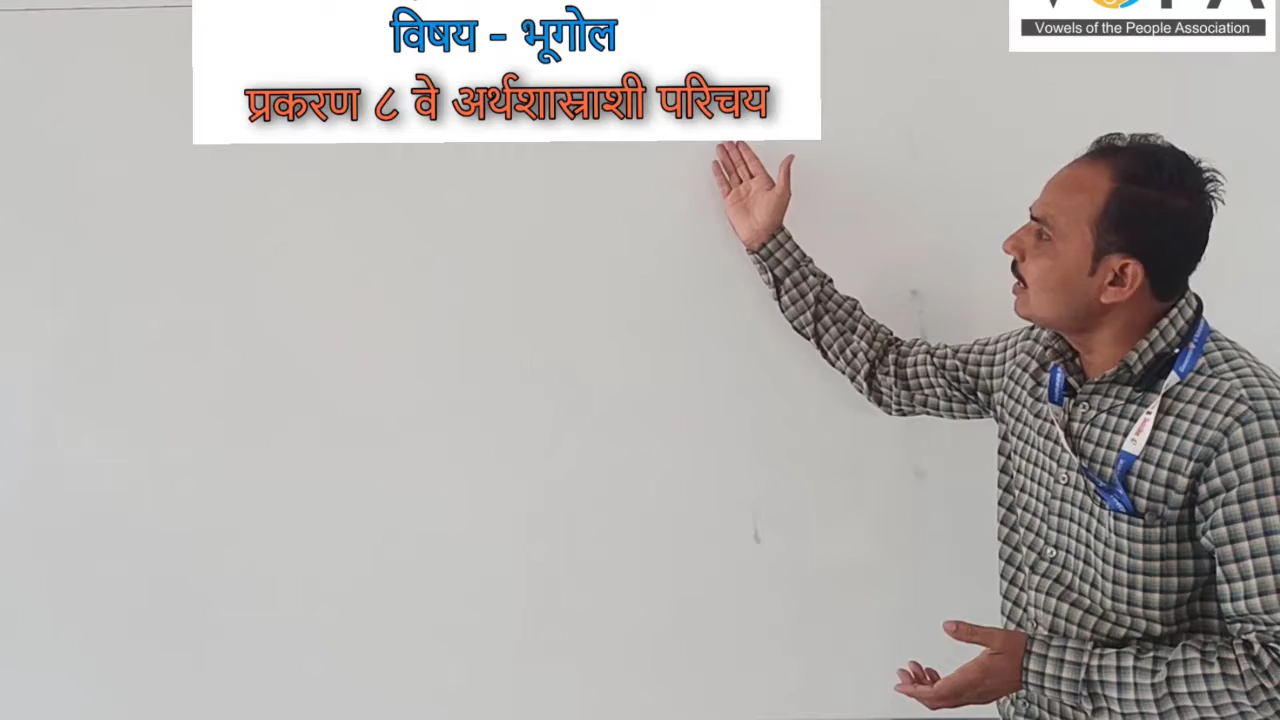 विषय - भूगोल
प्रकरण ८ वे अर्थशास्राशी परिचय
Vowels of the People Association